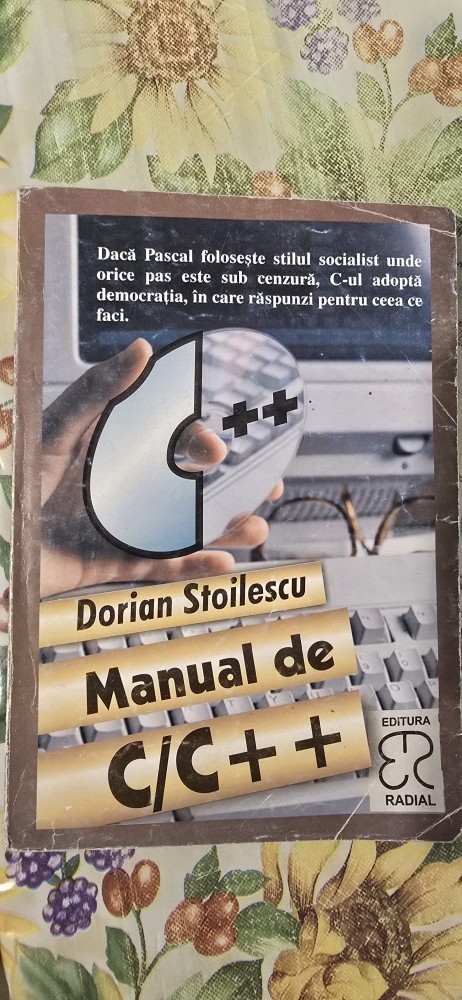 Dacă Pascal folosește stilul socialist unde
orice pas este sub cenzură, C-ul adoptă
democrația, în care răspunzi pentru ceea ce
faci.
C++
Dorian Stoilescu
Manual de
C/C++
EDITURA
RADIAL